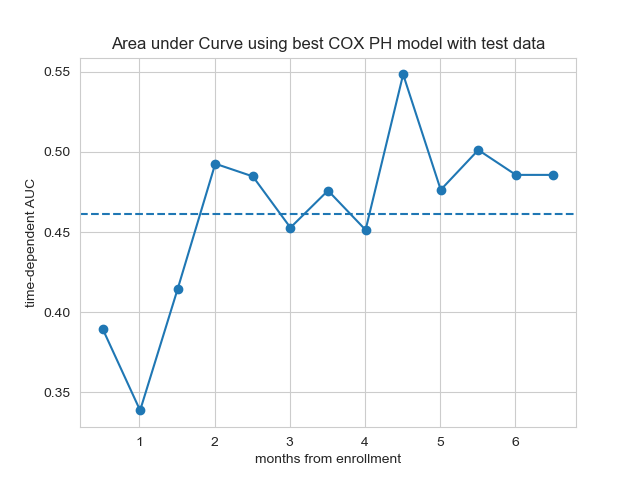 Area under Curve using best COX PH model with test data
time-dependent AUC
0.55
0.50
0.45
0.40
0.35
1 2 3 4 5 6
months from enrollment